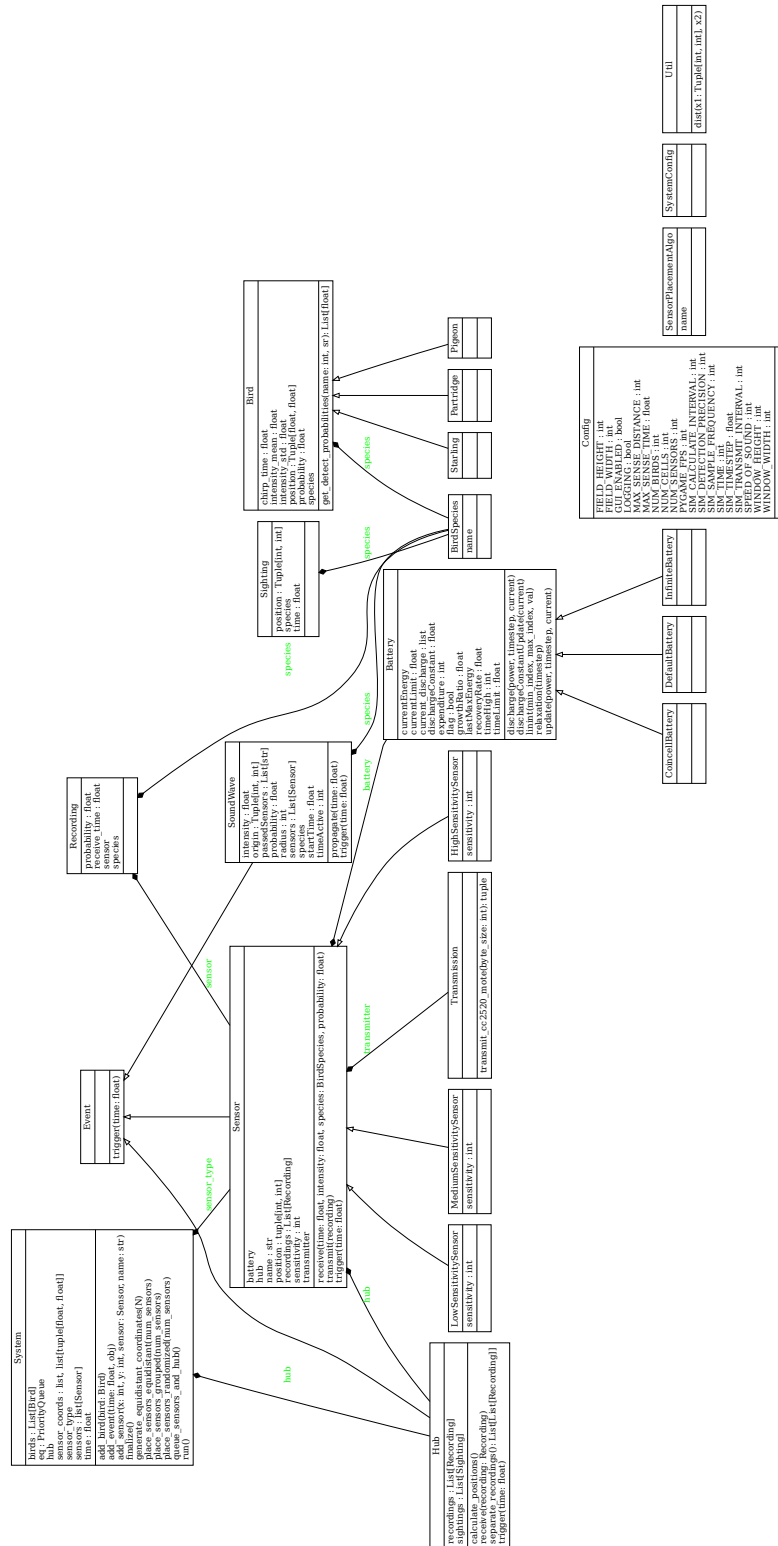 System
birds : List[Bird]
eq : PriorityQueue
hub
sensor_coords : list, list[tuple[float, float]]
sensor_type
sensors : list[Sensor]
time : float
add_bird(bird: Bird)
add_event(time: float, obj)
add_sensor(x: int, y: int, sensor: Sensor, name: str)
finalize()
generate_equidistant_coordinates(N)
place_sensors_equidistant(num_sensors)
place_sensors_grouped(num_sensors)
place_sensors_randomized(num_sensors)
queue_sensors_and_hub()
run()
Event
trigger(time: float)
Recording
probability : float
receive_time : float
sensor
species
sensor_type
sensor
hub
species
Sensor
battery
hub
name : str
position : tuple[int, int]
recordings : List[Recording]
sensitivity : int
transmitter
receive(time: float, intensity: float, species: BirdSpecies, probability: float)
transmit(recording)
trigger(time: float)
SoundWave
intensity : float
origin : Tuple[int, int]
passedSensors : List[str]
probability : float
radius : int
sensors : List[Sensor]
species
startTime : float
timeActive : int
propagate(time: float)
trigger(time: float)
Sighting
position : Tuple[int, int]
species
time : float
Bird
chirp_time : float
intensity_mean : float
intensity_std : float
position : Tuple[float, float]
probability : float
species
get_detect_probabilities(name: int, sr): List[float]
hub
transmitter
battery
species
species
species
Hub
recordings : List[Recording]
sightings : List[Sighting]
calculate_positions()
receive(recording: Recording)
separate_recordings(): List[List[Recording]]
trigger(time: float)
LowSensitivitySensor
sensitivity : int
MediumSensitivitySensor
sensitivity : int
Transmission
transmit_cc2520_mote(byte_size: int): tuple
HighSensitivitySensor
sensitivity : int
Battery
currentEnergy
currentLimit : float
current_discharge : list
dischargeConstant : float
expenditure : int
flag : bool
growthRatio : float
lastMaxEnergy
recoveryRate : float
timeHigh : int
timeLimit : float
discharge(power, timestep, current)
dischargeConstantUpdate(current)
linint(min_index, max_index, val)
relaxation(timestep)
update(power, timestep, current)
BirdSpecies
name
Starling
Partridge
Pigeon
CoincellBattery
DefaultBattery
InfiniteBattery
Config
FIELD_HEIGHT : int
FIELD_WIDTH : int
GUI_ENABLED : bool
LOGGING : bool
MAX_SENSE_DISTANCE : int
MAX_SENSE_TIME : float
NUM_BIRDS : int
NUM_CELLS : int
NUM_SENSORS : int
PYGAME_FPS : int
SIM_CALCULATE_INTERVAL : int
SIM_DETECTION_PRECISION : int
SIM_SAMPLE_FREQUENCY : int
SIM_TIME : int
SIM_TIMESTEP : float
SIM_TRANSMIT_INTERVAL : int
SPEED_OF_SOUND : int
WINDOW_HEIGHT : int
WINDOW_WIDTH : int
SensorPlacementAlgo
name
SystemConfig
Util
dist(x1 : Tuple[int, int], x2)